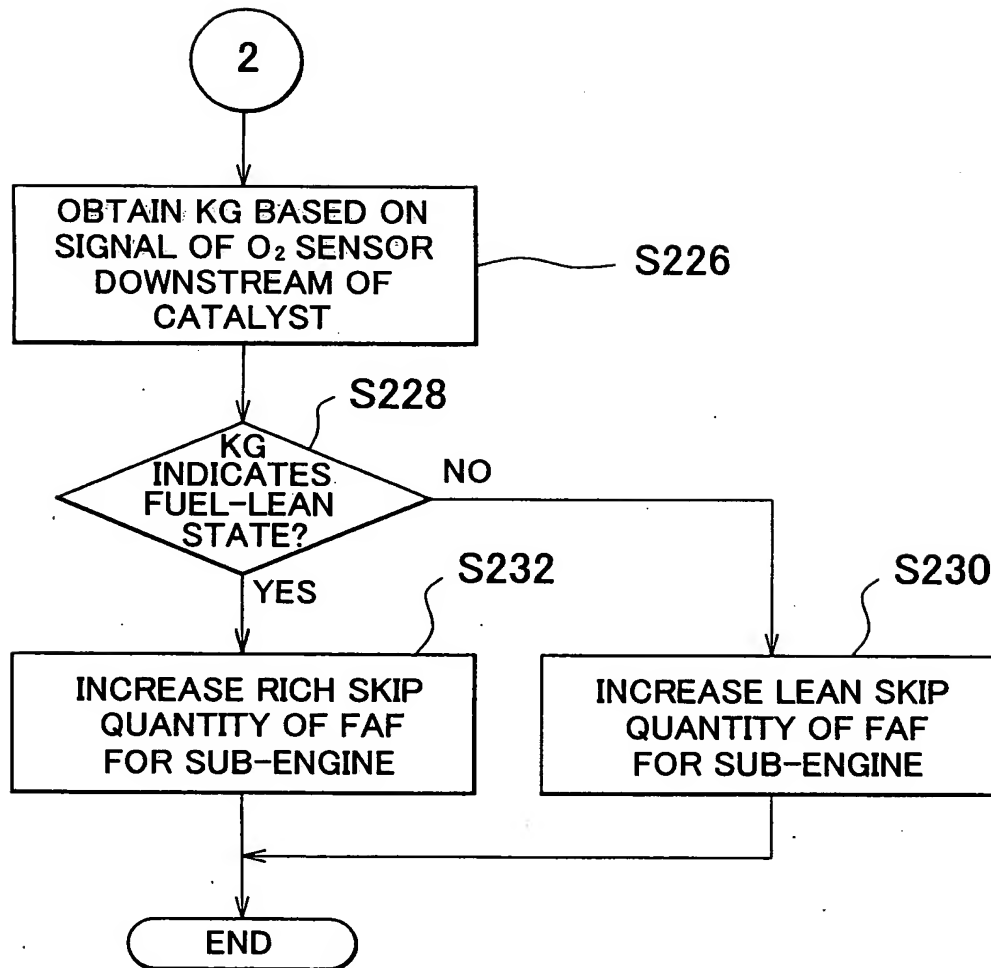 2
OBTAIN KG BASED ON
SIGNAL OF O₂ SENSOR
DOWNSTREAM OF
CATALYST
S226
S228
KG
INDICATES
FUEL-LEAN
STATE?
NO
YES
S232
S230
INCREASE RICH SKIP
QUANTITY OF FAF
FOR SUB-ENGINE
INCREASE LEAN SKIP
QUANTITY OF FAF
FOR SUB-ENGINE
END